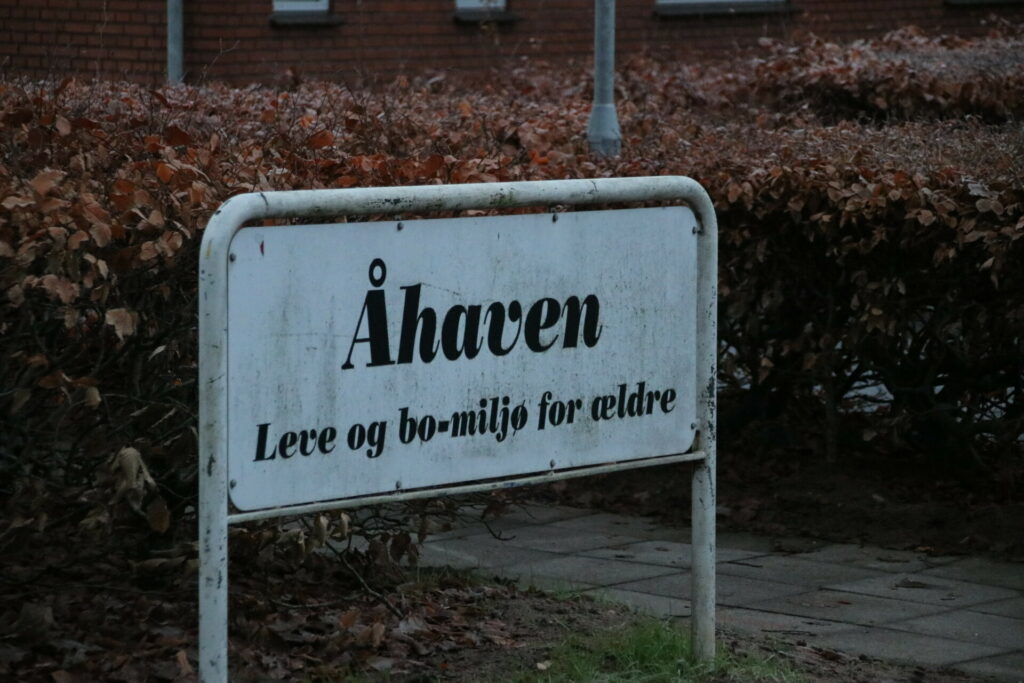 Åhaven
Leve og bo-miljø for ældre